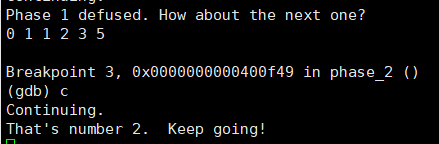 Continuing.
Phase 1 defused. How about the next one?
0 1 1 2 3 5

Breakpoint 3, 0x0000000000400f49 in phase_2 ()
(gdb) c
Continuing.
That's number 2.  Keep going!